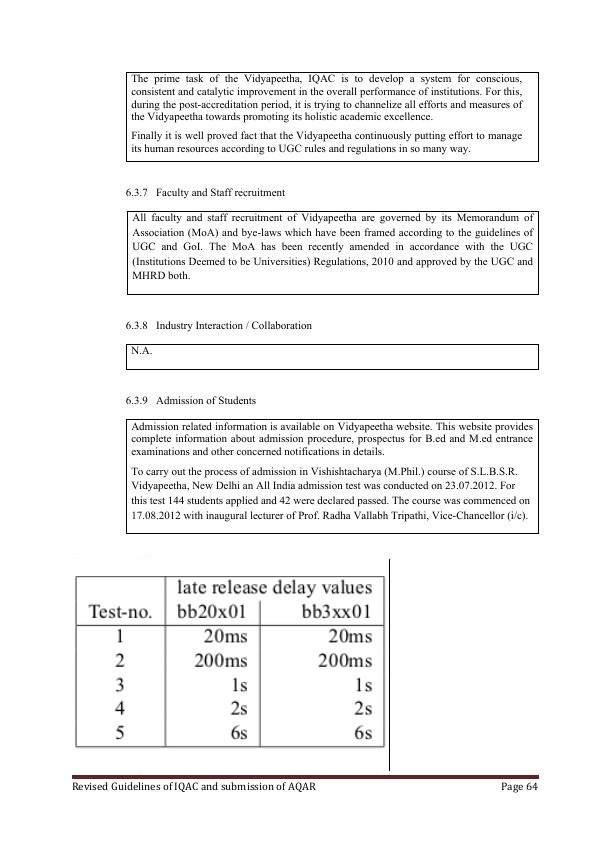 The prime task of the Vidyapeetha, IQAC is to develop a system for conscious,
consistent and catalytic improvement in the overall performance of institutions. For this,
during the post-accreditation period, it is trying to channelize all efforts and measures of
the Vidyapeetha towards promoting its holistic academic excellence.
Finally it is well proved fact that the Vidyapeetha continuously putting effort to manage
its human resources according to UGC rules and regulations in so many way.
6.3.7 Faculty and Staff recruitment
All faculty and staff recruitment of Vidyapeetha are governed by its Memorandum of
Association (MoA) and bye-laws which have been framed according to the guidelines of
UGC and GoI. The MoA has been recently amended in accordance with the UGC
(Institutions Deemed to be Universities) Regulations, 2010 and approved by the UGC and
MHRD both.
6.3.8 Industry Interaction / Collaboration
N.A.
6.3.9 Admission of Students
Admission related information is available on Vidyapeetha website. This website provides
complete information about admission procedure, prospectus for B.ed and M.ed entrance
examinations and other concerned notifications in details.
To carry out the process of admission in Vishishtacharya (M.Phil.) course of S.L.B.S.R.
Vidyapeetha, New Delhi an All India admission test was conducted on 23.07.2012. For
this test 144 students applied and 42 were declared passed. The course was commenced on
17.08.2012 with inaugural lecturer of Prof. Radha Vallabh Tripathi, Vice-Chancellor (i/c).
late release delay values
Test-no. bb20x01 bb3xx01
1 20ms 20ms
2 200ms 200ms
3 1s 1s
4 2s 2s
5 6s 6s
Revised Guidelines of IQAC and submission of AQAR Page 64